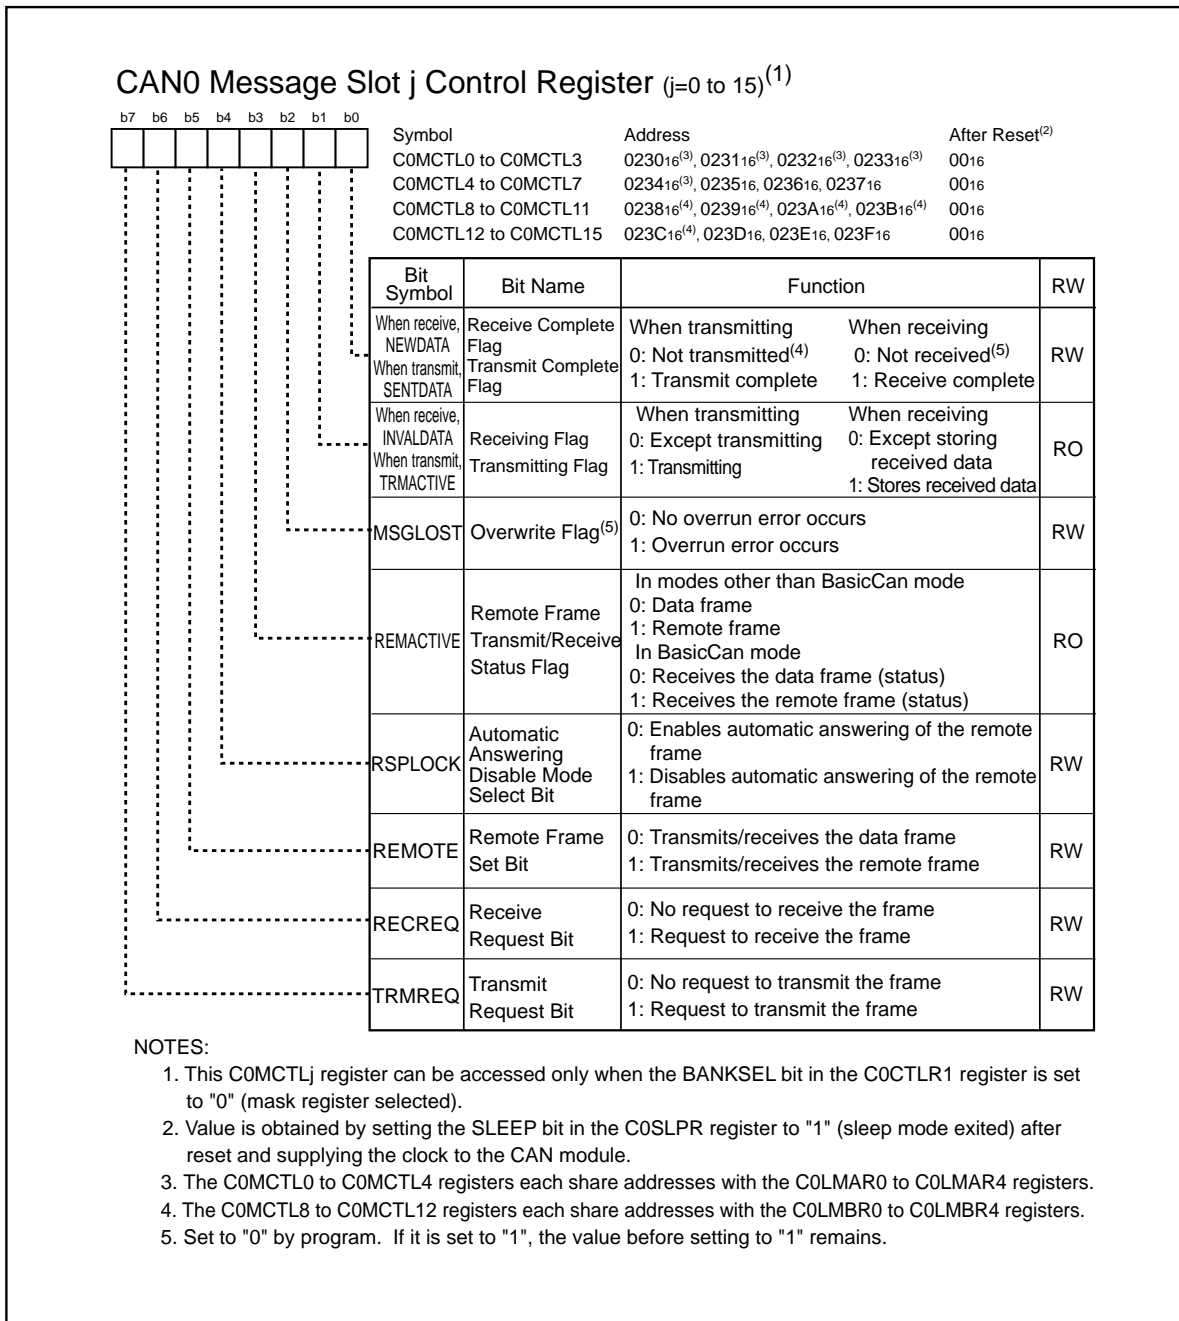 CAN0 Message Slot j Control Register (j=0 to 15)(1)
b7 b6 b5 b4 b3 b2 b1 b0
Symbol Address After Reset(2)
C0MCTL0 to C0MCTL3 023016(3), 023116(3), 023216(3), 023316(3) 0016
C0MCTL4 to C0MCTL7 023416(3), 023516, 023616, 023716 0016
C0MCTL8 to C0MCTL11 023816(4), 023916(4), 023A16(4), 023B16(4) 0016
C0MCTL12 to C0MCTL15 023C16(4), 023D16, 023E16, 023F16 0016
Bit Symbol Bit Name Function RW
When receive,
NEWDATA
When transmit,
SENTDATA
Receive Complete
Flag
Transmit Complete
Flag
When transmitting
0: Not transmitted(4)
1: Transmit complete
When receiving
0: Not received(5)
1: Receive complete
RW
When receive,
INVALDATA
When transmit,
TRMACTIVE
Receiving Flag
Transmitting Flag
When transmitting
0: Except transmitting
1: Transmitting
When receiving
0: Except storing
received data
1: Stores received data
RO
MSGLOST
Overwrite Flag(5)
0: No overrun error occurs
1: Overrun error occurs
RW
REMACTIVE
Remote Frame
Transmit/Receive
Status Flag
In modes other than BasicCan mode
0: Data frame
1: Remote frame
In BasicCan mode
0: Receives the data frame (status)
1: Receives the remote frame (status)
RO
RSPLOCK
Automatic
Answering
Disable Mode
Select Bit
0: Enables automatic answering of the remote
frame
1: Disables automatic answering of the remote
frame
RW
REMOTE
Remote Frame
Set Bit
0: Transmits/receives the data frame
1: Transmits/receives the remote frame
RW
RECREQ
Receive
Request Bit
0: No request to receive the frame
1: Request to receive the frame
RW
TRMREQ
Transmit
Request Bit
0: No request to transmit the frame
1: Request to transmit the frame
RW
NOTES:
1. This C0MCTLj register can be accessed only when the BANKSEL bit in the C0CTLR1 register is set
to "0" (mask register selected).
2. Value is obtained by setting the SLEEP bit in the C0SLPR register to "1" (sleep mode exited) after
reset and supplying the clock to the CAN module.
3. The C0MCTL0 to C0MCTL4 registers each share addresses with the C0LMAR0 to C0LMAR4 registers.
4. The C0MCTL8 to C0MCTL12 registers each share addresses with the C0LMBR0 to C0LMBR4 registers.
5. Set to "0" by program. If it is set to "1", the value before setting to "1" remains.